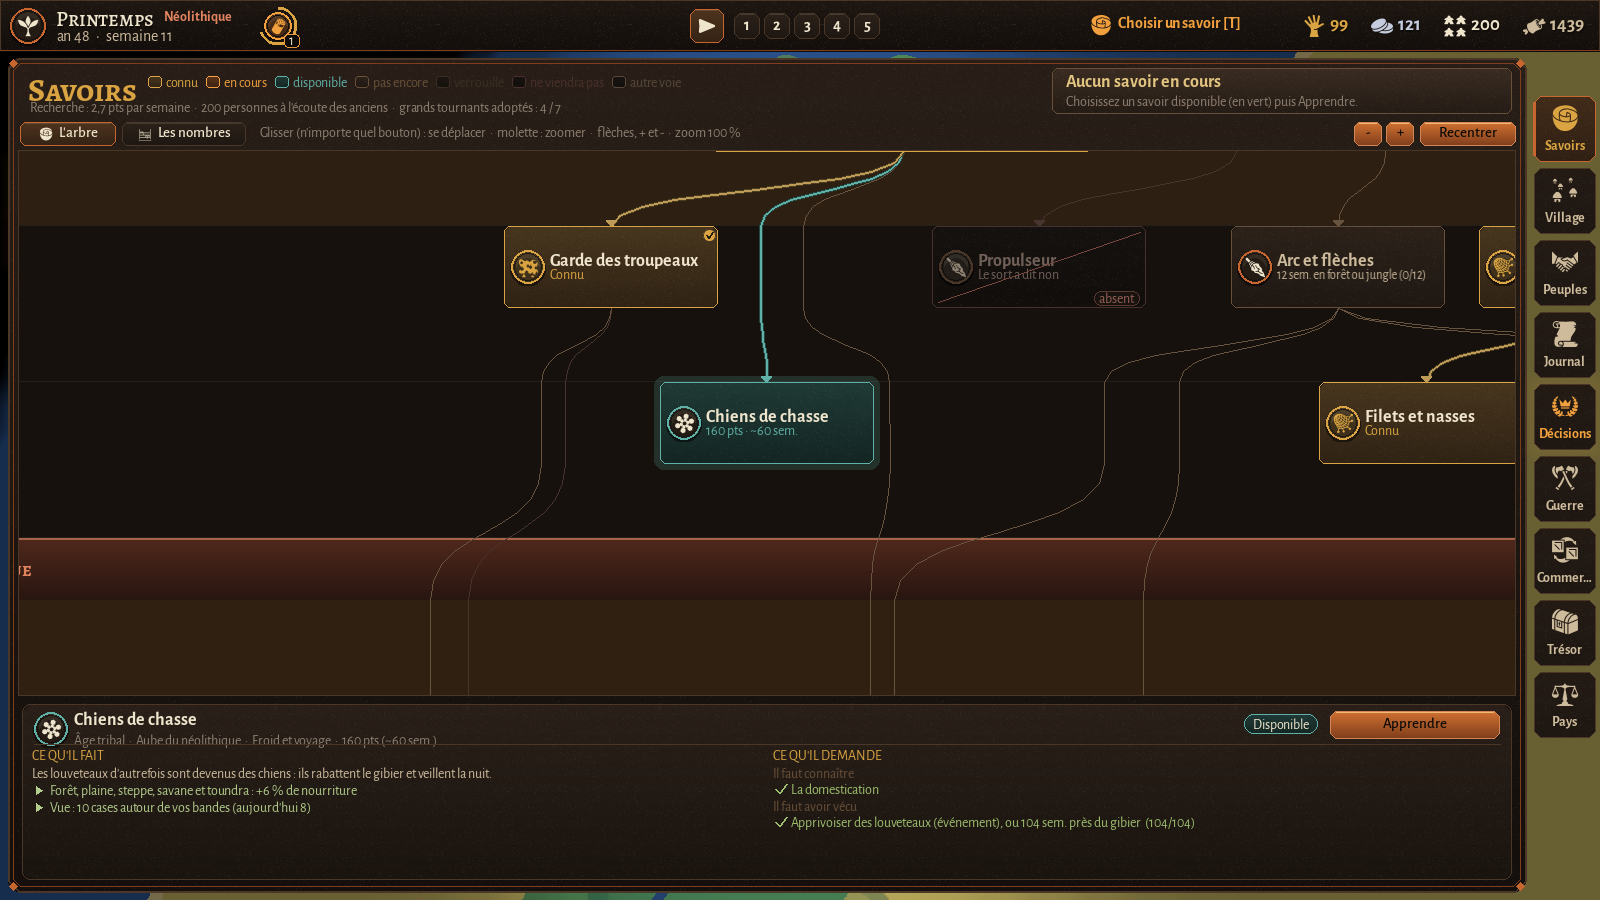 Printemps Néolithique
an 48 · semaine 11
1
1 2 3 4 5
Choisir un savoir [T]
99 121 200 1439
Savoirs
connu en cours disponible pas encore verrouillé ne viendra pas autre voie
Recherche : 2,7 pts par semaine · 200 personnes à l'écoute des anciens · grands tournants adoptés : 4 / 7
Aucun savoir en cours
Choisissez un savoir disponible (en vert) puis Apprendre.
L'arbre Les nombres
Glisser (n'importe quel bouton) : se déplacer · molette : zoomer · flèches, + et - · zoom 100 %
- + Recentrer
Garde des troupeaux
Connu
Propulseur
Le sort a dit non
absent
Arc et flèches
12 sem. en forêt ou jungle (0/12)
Chiens de chasse
160 pts · ~60 sem.
Filets et nasses
Connu
UE
Chiens de chasse
Âge tribal · Aube du néolithique · Froid et voyage · 160 pts (~60 sem.)
Disponible
Apprendre
CE QU'IL FAIT
Les louveteaux d'autrefois sont devenus des chiens : ils rabattent le gibier et veillent la nuit.
Forêt, plaine, steppe, savane et toundra : +6 % de nourriture
Vue : 10 cases autour de vos bandes (aujourd'hui 8)
CE QU'IL DEMANDE
Il faut connaître
La domestication
Il faut avoir vécu
Apprivoiser des louveteaux (événement), ou 104 sem. près du gibier (104/104)
Savoirs
Village
Peuples
Journal
Décisions
Guerre
Commer...
Trésor
Pays